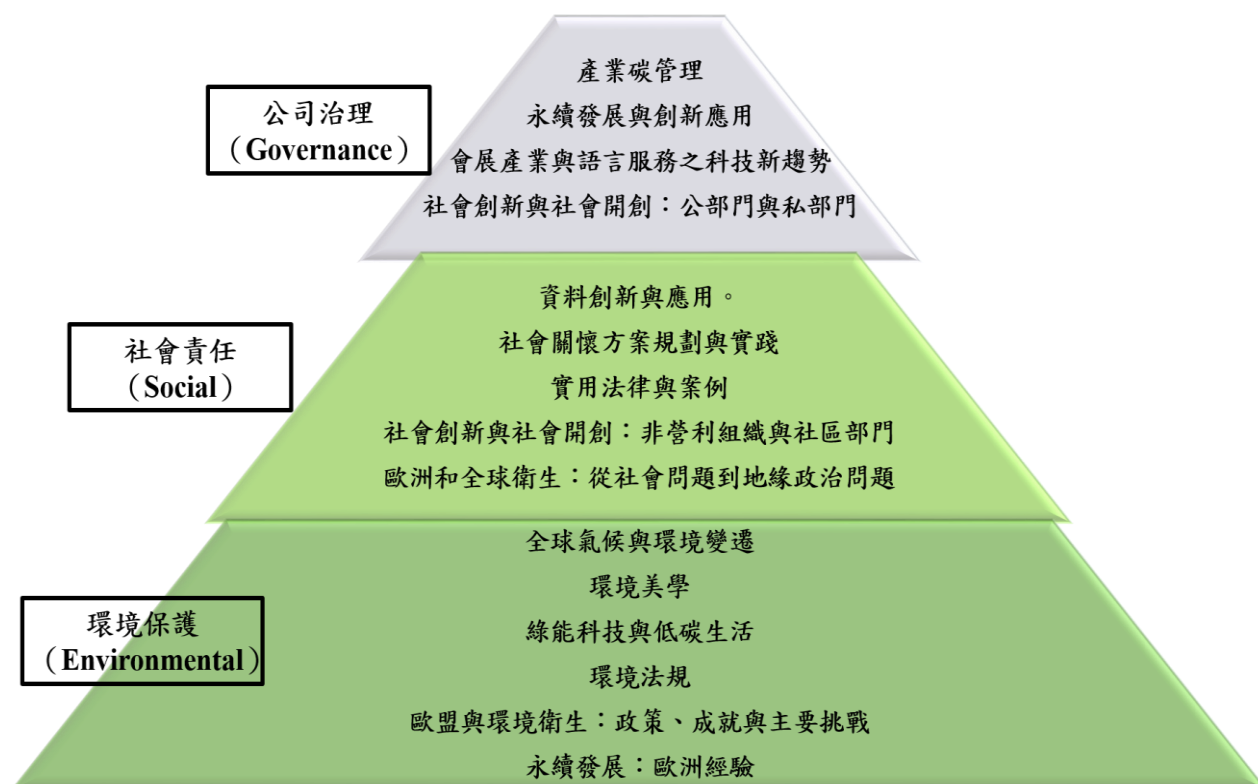 產業碳管理
永續發展與創新應用
會展產業與語言服務之科技新趨勢
社會創新與社會開創：公部門與私部門
公司治理
（Governance）
資料創新與應用。
社會關懷方案規劃與實踐
實用法律與案例
社會創新與社會開創：非營利組織與社區部門
歐洲和全球衛生：從社會問題到地緣政治問題
社會責任
（Social）
全球氣候與環境變遷
環境美學
綠能科技與低碳生活
環境法規
歐盟與環境衛生：政策、成就與主要挑戰
永續發展：歐洲經驗
環境保護
（Environmental）